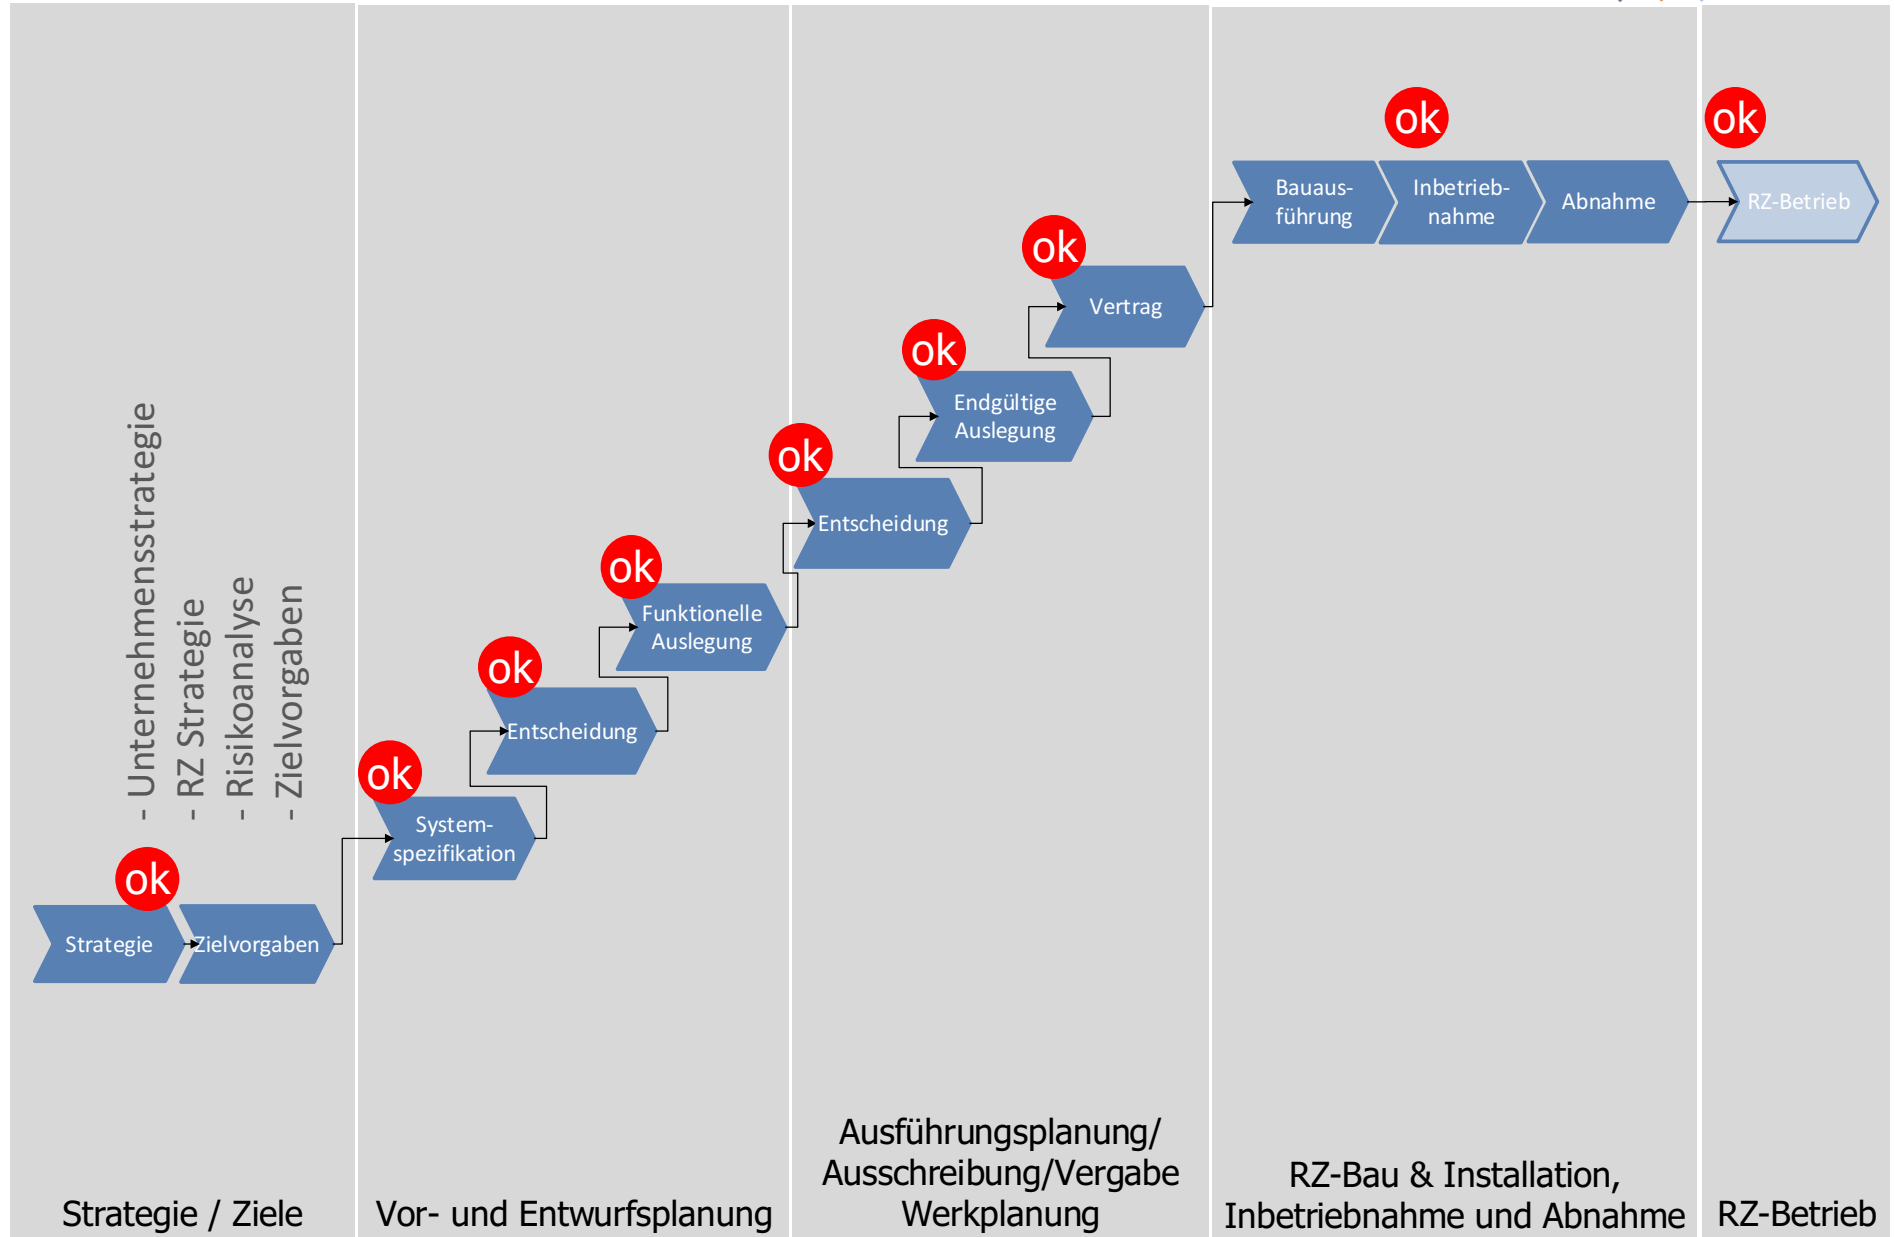 - Unternehmensstrategie
- RZ Strategie
- Risikoanalyse
- Zielvorgaben
ok
Strategie
Zielvorgaben
Strategie / Ziele
ok
System-
spezifikation
ok
Entscheidung
ok
Funktionelle
Auslegung
Vor- und Entwurfsplanung
ok
Entscheidung
ok
Endgültige
Auslegung
ok
Vertrag
Ausführungsplanung/
Ausschreibung/Vergabe
Werkplanung
Bauaus-
führung
ok
Inbetrieb-
nahme
Abnahme
RZ-Bau & Installation,
Inbetriebnahme und Abnahme
ok
RZ-Betrieb
RZ-Betrieb